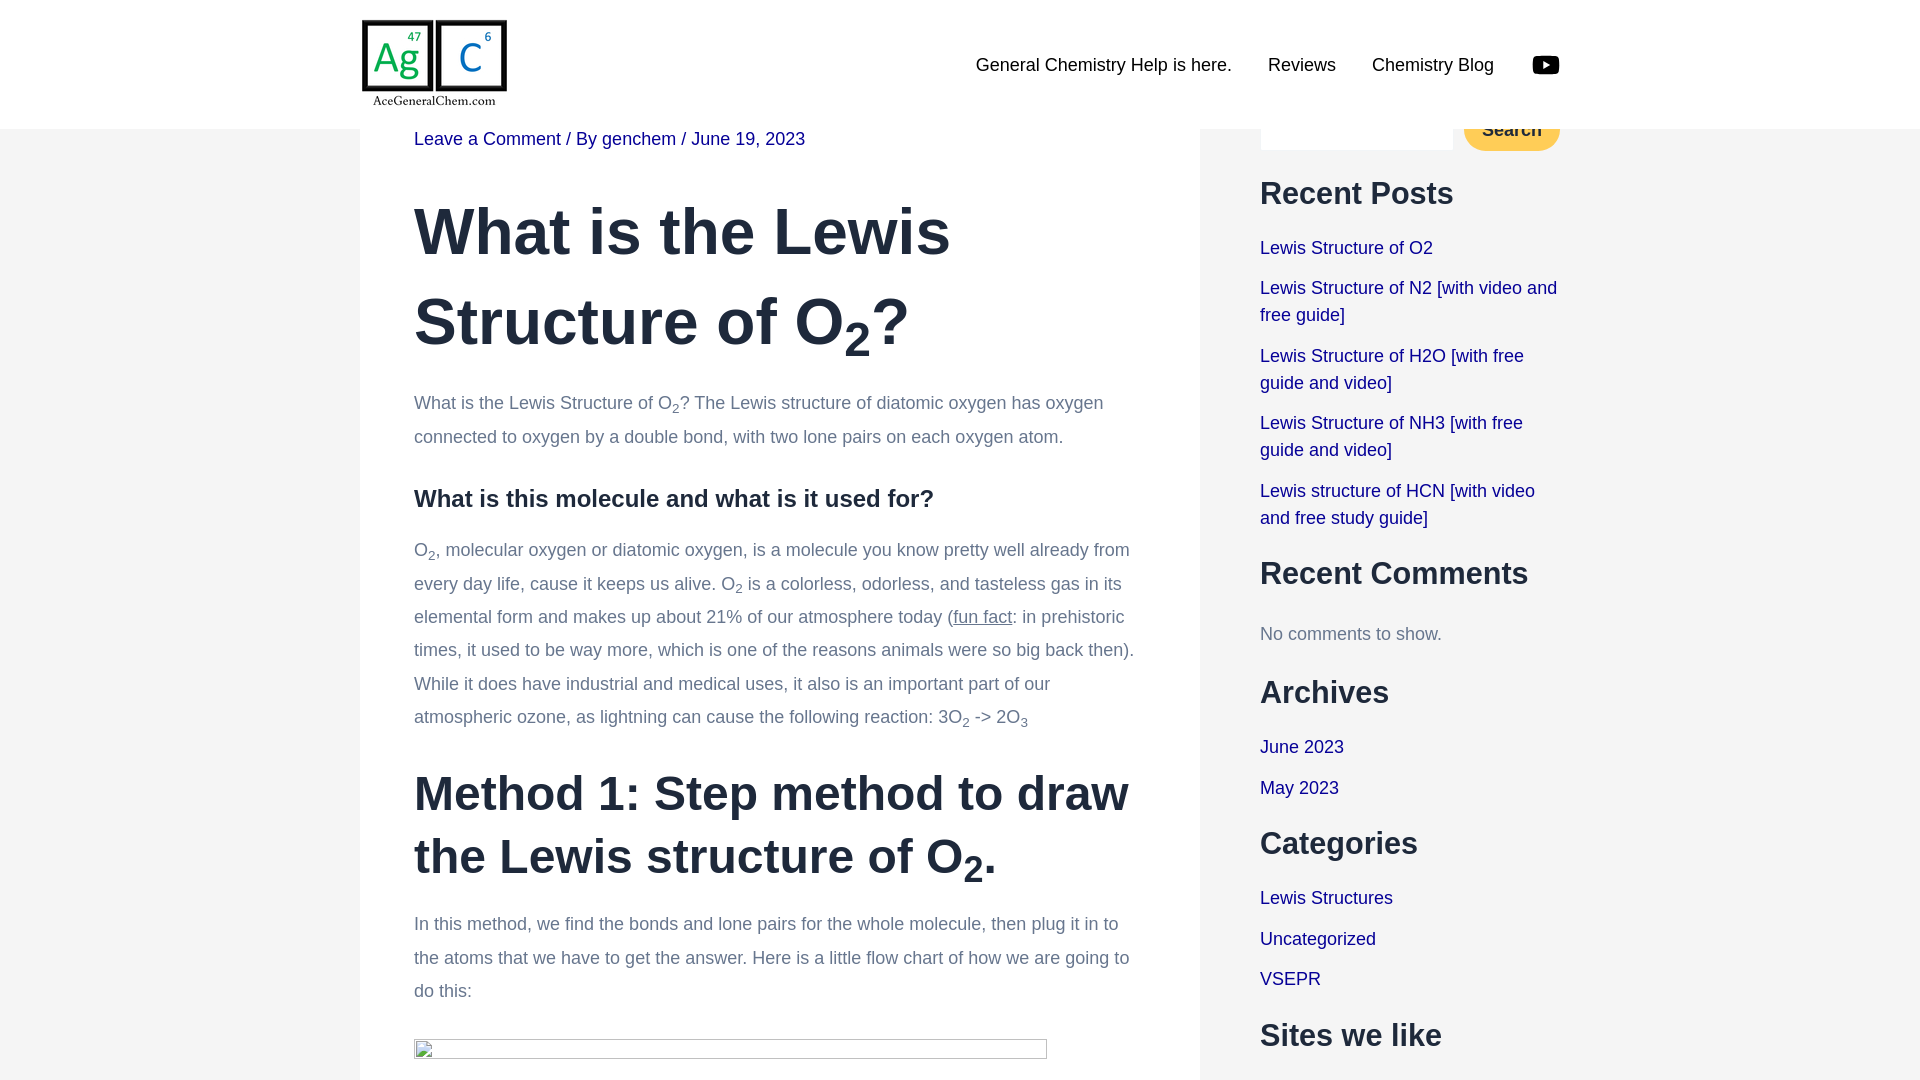 47
Ag
6
C
AceGeneralChem.com
General Chemistry Help is here.
Reviews
Chemistry Blog
Leave a Comment / By genchem / June 19, 2023
What is the Lewis
Structure of O2?
What is the Lewis Structure of O2? The Lewis structure of diatomic oxygen has oxygen
connected to oxygen by a double bond, with two lone pairs on each oxygen atom.
What is this molecule and what is it used for?
O2, molecular oxygen or diatomic oxygen, is a molecule you know pretty well already from
every day life, cause it keeps us alive. O2 is a colorless, odorless, and tasteless gas in its
elemental form and makes up about 21% of our atmosphere today (fun fact: in prehistoric
times, it used to be way more, which is one of the reasons animals were so big back then).
While it does have industrial and medical uses, it also is an important part of our
atmospheric ozone, as lightning can cause the following reaction: 3O2 -> 2O3
Method 1: Step method to draw
the Lewis structure of O2.
In this method, we find the bonds and lone pairs for the whole molecule, then plug it in to
the atoms that we have to get the answer. Here is a little flow chart of how we are going to
do this:
Search
Recent Posts
Lewis Structure of O2
Lewis Structure of N2 [with video and
free guide]
Lewis Structure of H2O [with free
guide and video]
Lewis Structure of NH3 [with free
guide and video]
Lewis structure of HCN [with video
and free study guide]
Recent Comments
No comments to show.
Archives
June 2023
May 2023
Categories
Lewis Structures
Uncategorized
VSEPR
Sites we like